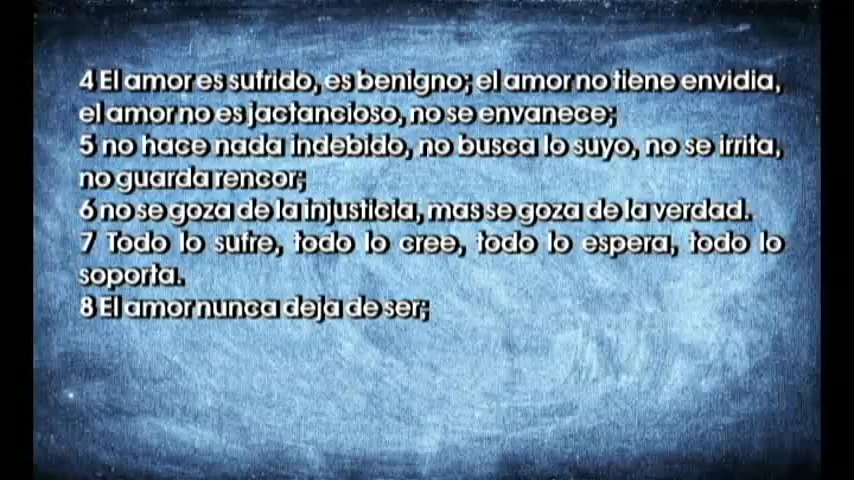 4 El amor es sufrido, es benigno; el amor no tiene envidia,
el amor no es jactancioso, no se envanece;
5 no hace nada indebido, no busca lo suyo, no se irrita,
no guarda rencor;
6 no se goza de la injusticia, mas se goza de la verdad.
7 Todo lo sufre, todo lo cree, todo lo espera, todo lo
soporta.
8 El amor nunca deja de ser;